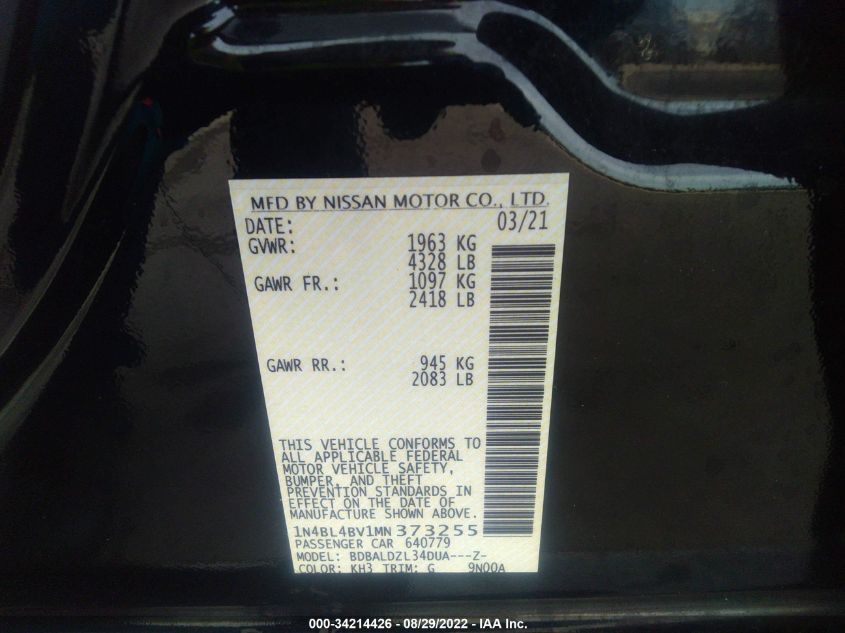 MFD BY NISSAN MOTOR CO., LTD.
DATE: 03/21
GVWR: 1963 KG
4328 LB
GAWR FR.: 1097 KG
2418 LB
GAWR RR.: 945 KG
2083 LB
THIS VEHICLE CONFORMS TO
ALL APPLICABLE FEDERAL
MOTOR VEHICLE SAFETY,
BUMPER, AND THEFT
PREVENTION STANDARDS IN
EFFECT ON THE DATE OF
MANUFACTURE SHOWN ABOVE.
1N4BL4BV1MN373255
PASSENGER CAR 640779
MODEL: BDBALDZL34DUA---Z-
COLOR: KH3 TRIM: G 9N00A
000-34214426 - 08/29/2022 - IAA Inc.